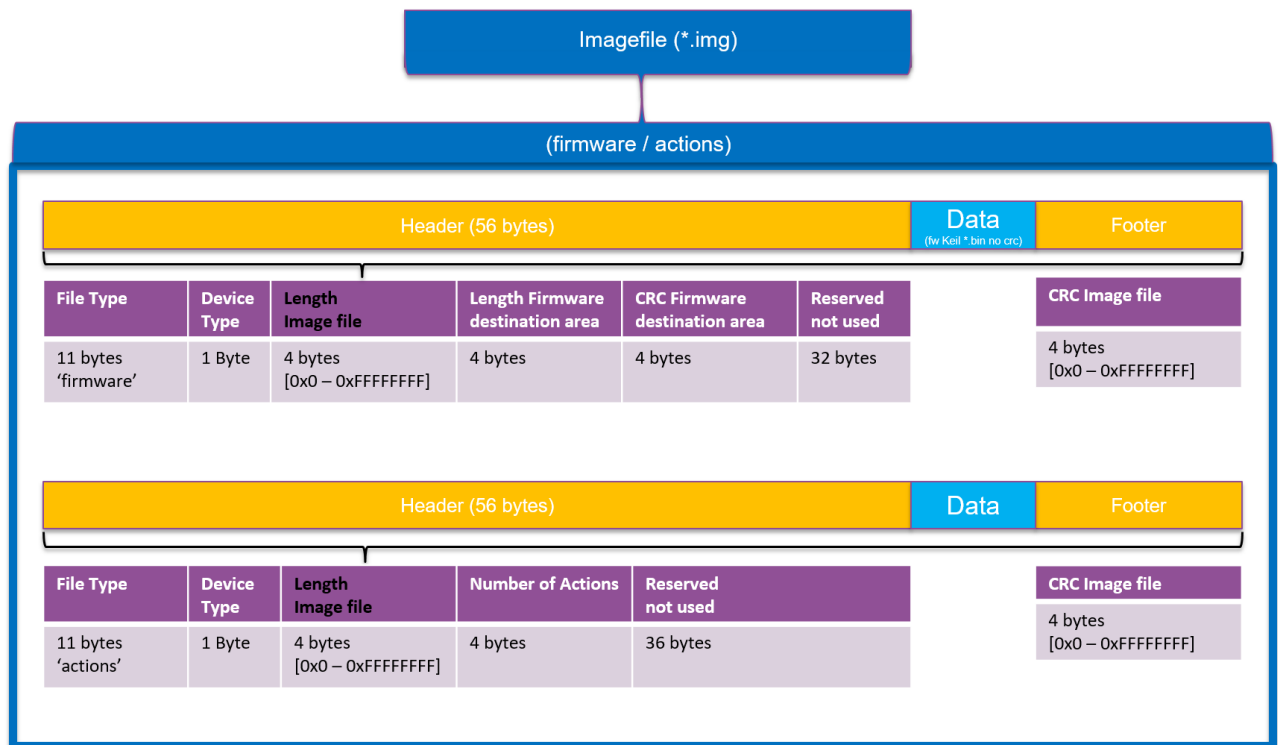 Imagefile (*.img)
(firmware / actions)
Header (56 bytes)
Data
(fw Keil *.bin no crc)
Footer
File Type
Device
Type
Length
Image file
Length Firmware
destination area
CRC Firmware
destination area
Reserved
not used
CRC Image file
11 bytes
‘firmware’
1 Byte
4 bytes
[0x0 – 0xFFFFFFFF]
4 bytes
4 bytes
32 bytes
4 bytes
[0x0 – 0xFFFFFFFF]
Header (56 bytes)
Data
Footer
File Type
Device
Type
Length
Image file
Number of Actions
Reserved
not used
CRC Image file
11 bytes
‘actions’
1 Byte
4 bytes
[0x0 – 0xFFFFFFFF]
4 bytes
36 bytes
4 bytes
[0x0 – 0xFFFFFFFF]